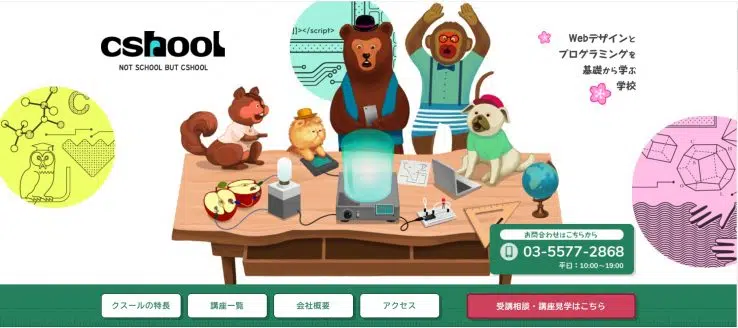 ]]></script>
cshool
NOT SCHOOL BUT CSHOOL
Webデザインと
プログラミングを
基礎から学ぶ
学校
C
お問合わせはこちらから
03-5577-2868
平日：10:00〜19:00
クスールの特長
講座一覧
会社概要
アクセス
受講相談・講座見学はこちら